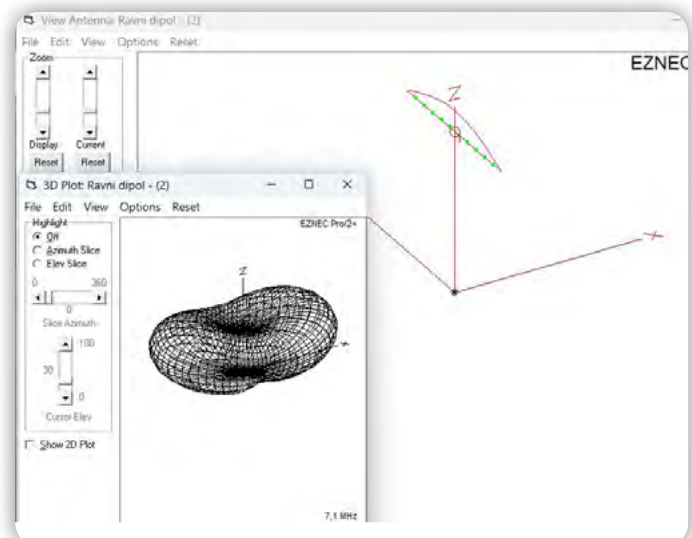 View Antenna: Ravni dipol - (2)
File Edit View Options Reset
EZNEC
Zoom
Display Current
Reset Reset
Z
X
3D Plot: Ravni dipol - (2)
File Edit View Options Reset
Highlight
Off
Azimuth Slice
Elev Slice
0 360
0
Slice Azimuth
180
30
0
Cursor Elev
Show 2D Plot
EZNEC Pro/2+
Z
X
7,1 MHz